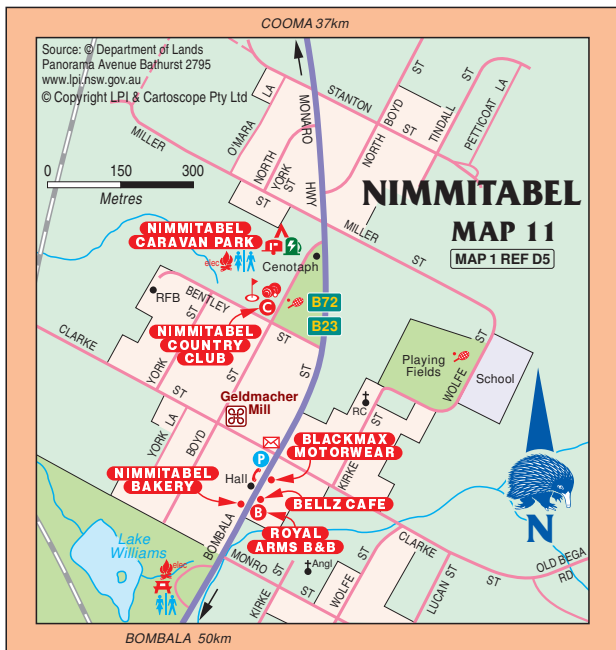 COOMA 37km
Source: © Department of Lands
Panorama Avenue Bathurst 2795
www.lpi.nsw.gov.au
© Copyright LPI & Cartoscope Pty Ltd
0 150 300
Metres
NIMMITABEL
MAP 11
MAP 1 REF D5
STANTON
ST
MILLER
ST
O'MARA
LA
NORTH
YORK
ST
MONARO
HWY
NORTH
BOYD
ST
TINDALL
ST
PETTICOAT
LA
MILLER
ST
NIMMITABEL
CARAVAN PARK
elec
Cenotaph
B72
B23
RFB
BENTLEY
ST
C
NIMMITABEL
COUNTRY
CLUB
CLARKE
YORK
ST
ST
ST
Playing
Fields
WOLFE
ST
School
Geldmacher
Mill
RC
YORK
LA
BOYD
KIRKE
ST
P
Hall
BLACKMAX
MOTORWEAR
NIMMITABEL
BAKERY
BELLZ CAFE
B
ROYAL
ARMS B&B
BOMBALA
Lake
Williams
elec
MONRO
ST
KIRKE
ST
Angl
WOLFE
ST
CLARKE
ST
LUCAN ST
OLD BEGA
RD
N
BOMBALA 50km